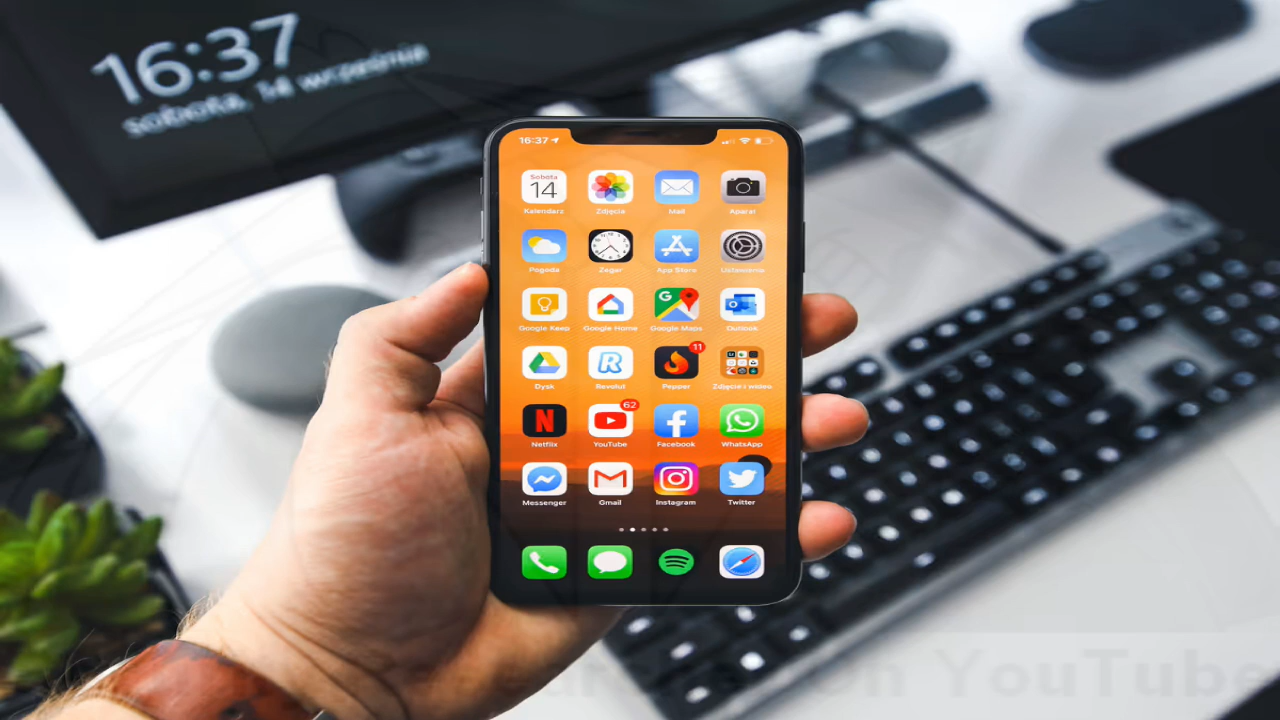 16:37
sobota, 14 września
16:37
Sobota
14
Kalendarz
Zdjęcia
Mail
Aparat
Pogoda
Zegar
App Store
Ustawienia
Google Keep
Google Home
G
Google Maps
Outlook
Dysk
R
Revolut
11
Pepper
Zdjęcie i wideo
N
Netflix
62
YouTube
f
Facebook
WhatsApp
Messenger
Gmail
Instagram
Twitter
on YouTube